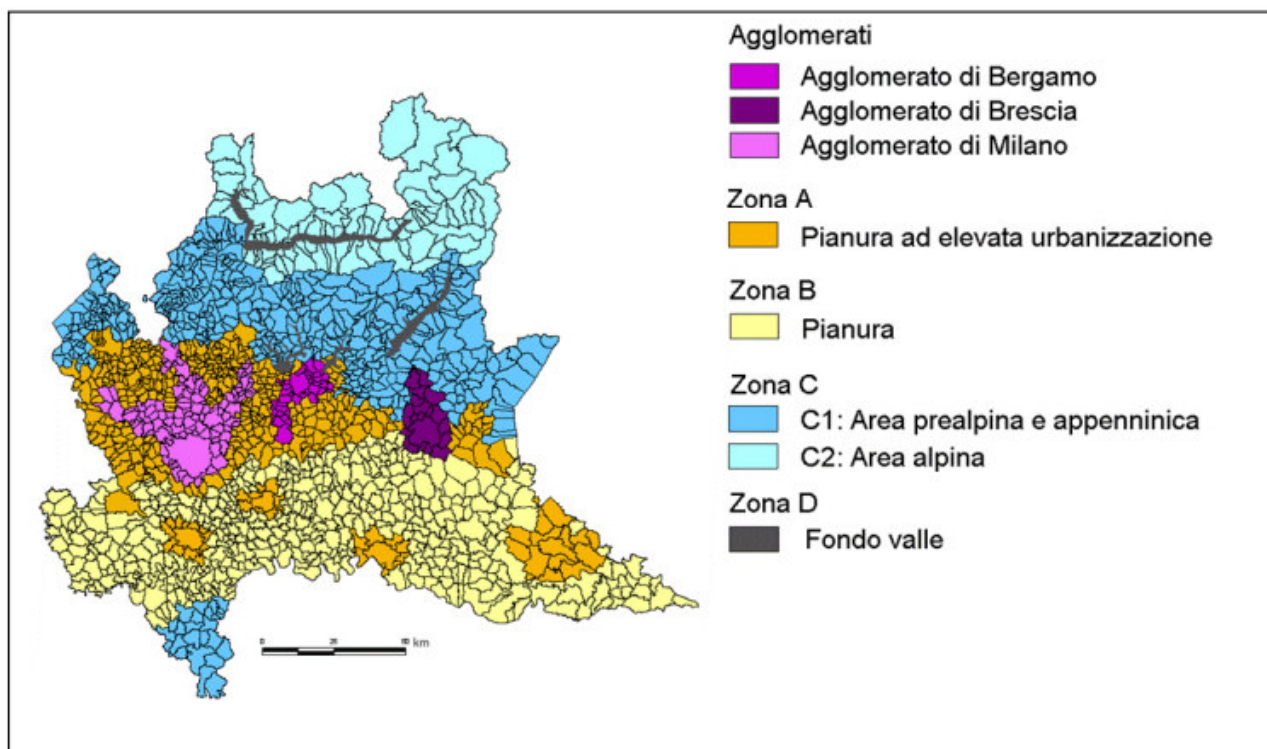 Agglomerati
Agglomerato di Bergamo
Agglomerato di Brescia
Agglomerato di Milano
Zona A
Pianura ad elevata urbanizzazione
Zona B
Pianura
Zona C
C1: Area prealpina e appenninica
C2: Area alpina
Zona D
Fondo valle
km